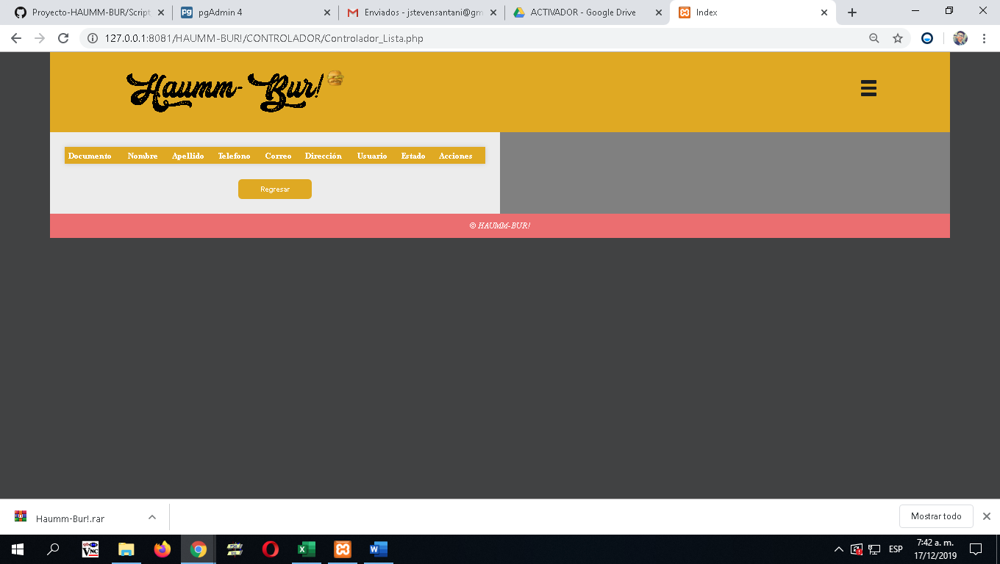 Proyecto-HAUMM-BUR/Script
pgAdmin 4
Enviados - jstevensantani@gm
ACTIVADOR - Google Drive
Index
127.0.0.1:8081/HAUMM-BUR!/CONTROLADOR/Controlador_Lista.php
Haumm-Bur!
Documento Nombre Apellido Telefono Correo Dirección Usuario Estado Acciones
Regresar
© HAUMM-BUR!
Haumm-Bur!.rar
Mostrar todo
VNC
ESP
7:42 a. m.
17/12/2019